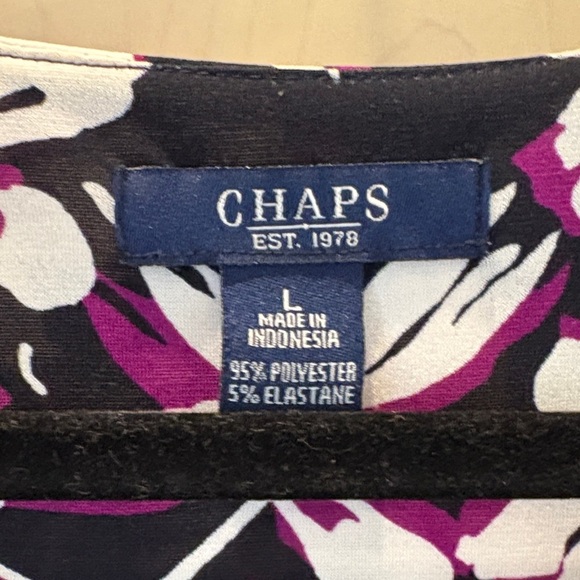 CHAPS
EST. 1978
L
MADE IN
INDONESIA
95% POLYESTER
5% ELASTANE